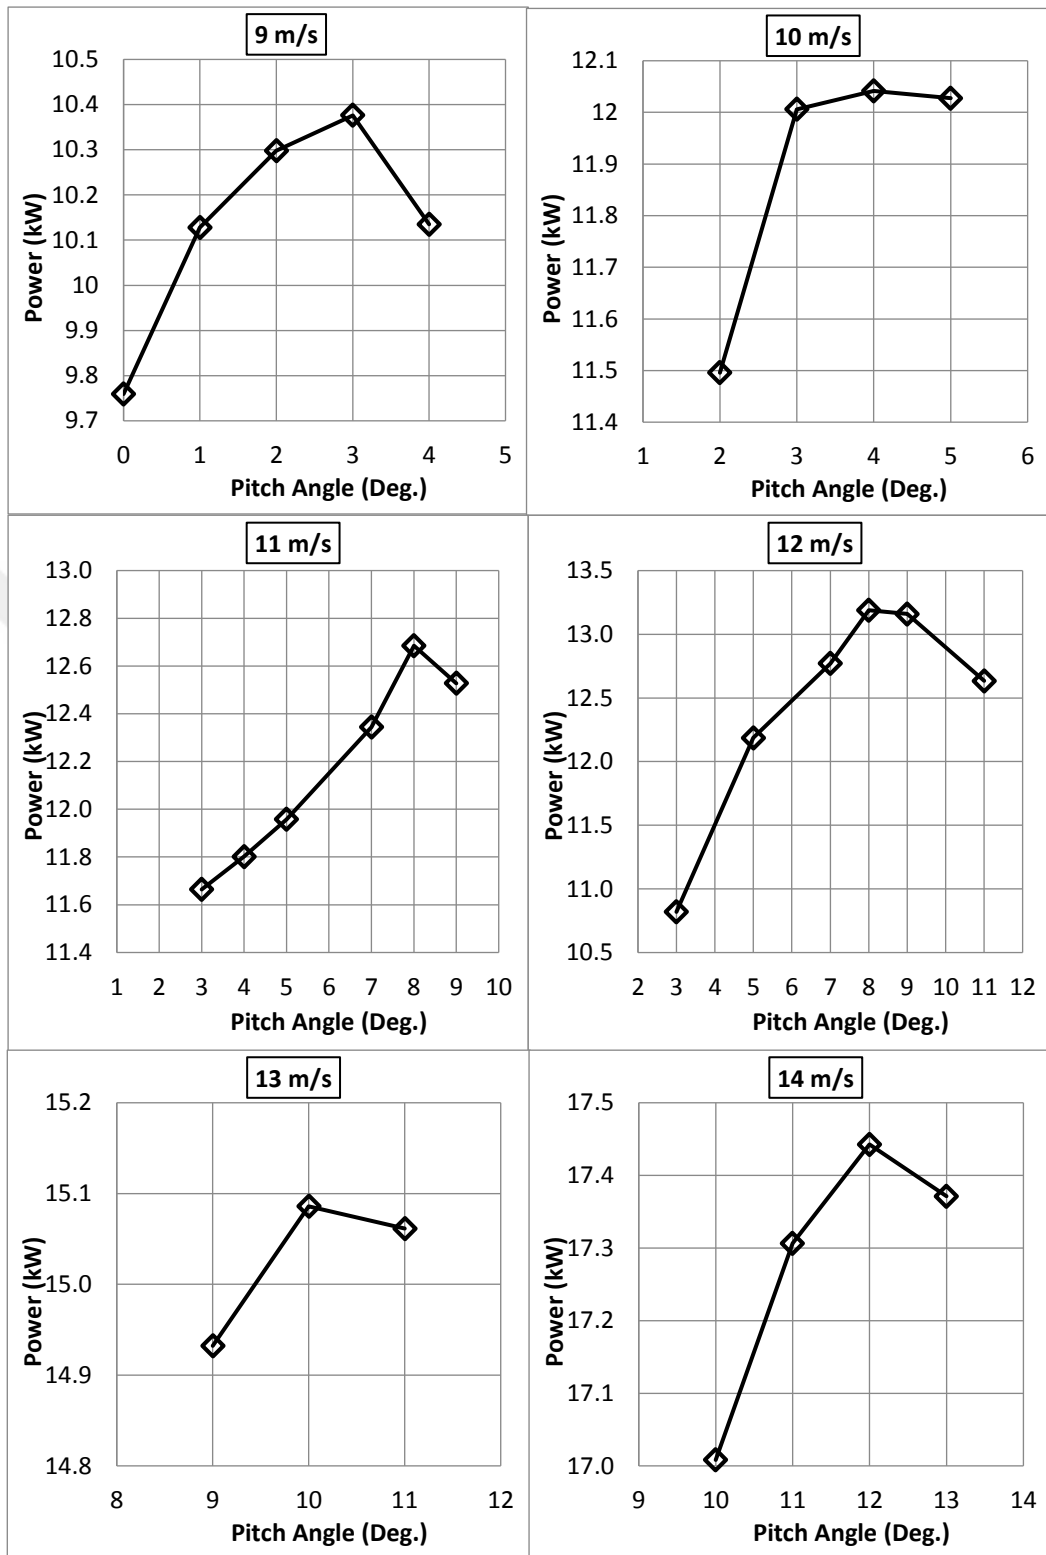 9 m/s
10.5
10.4
10.3
10.2
10.1
10
9.9
9.8
9.7
Power (kW)
0 1 2 3 4 5
Pitch Angle (Deg.)
10 m/s
12.1
12
11.9
11.8
11.7
11.6
11.5
11.4
Power (kW)
1 2 3 4 5 6
Pitch Angle (Deg.)
11 m/s
13.0
12.8
12.6
12.4
12.2
12.0
11.8
11.6
11.4
Power (kW)
1 2 3 4 5 6 7 8 9 10
Pitch Angle (Deg.)
12 m/s
13.5
13.0
12.5
12.0
11.5
11.0
10.5
Power (kW)
2 3 4 5 6 7 8 9 10 11 12
Pitch Angle (Deg.)
13 m/s
15.2
15.1
15.0
14.9
14.8
Power (kW)
8 9 10 11 12
Pitch Angle (Deg.)
14 m/s
17.5
17.4
17.3
17.2
17.1
17.0
Power (kW)
9 10 11 12 13 14
Pitch Angle (Deg.)